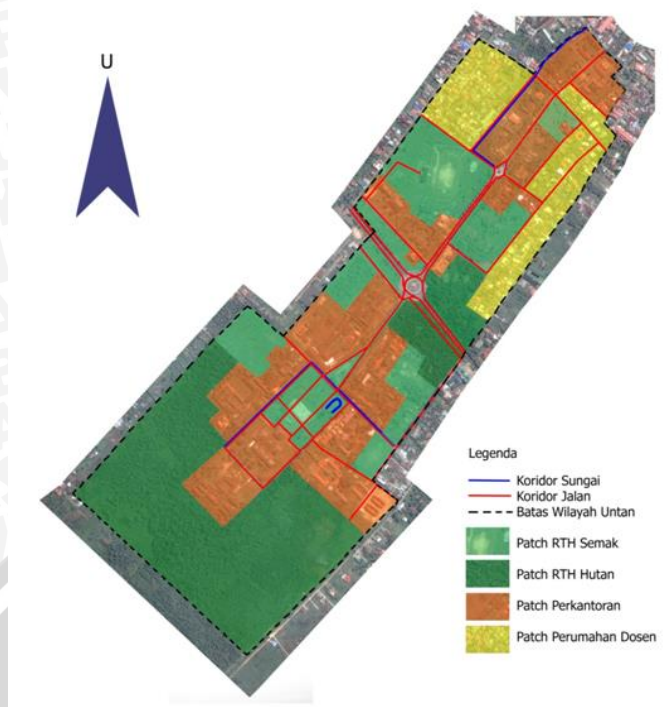 U
Legenda
Koridor Sungai
Koridor Jalan
Batas Wilayah Untan
Patch RTH Semak
Patch RTH Hutan
Patch Perkantoran
Patch Perumahan Dosen